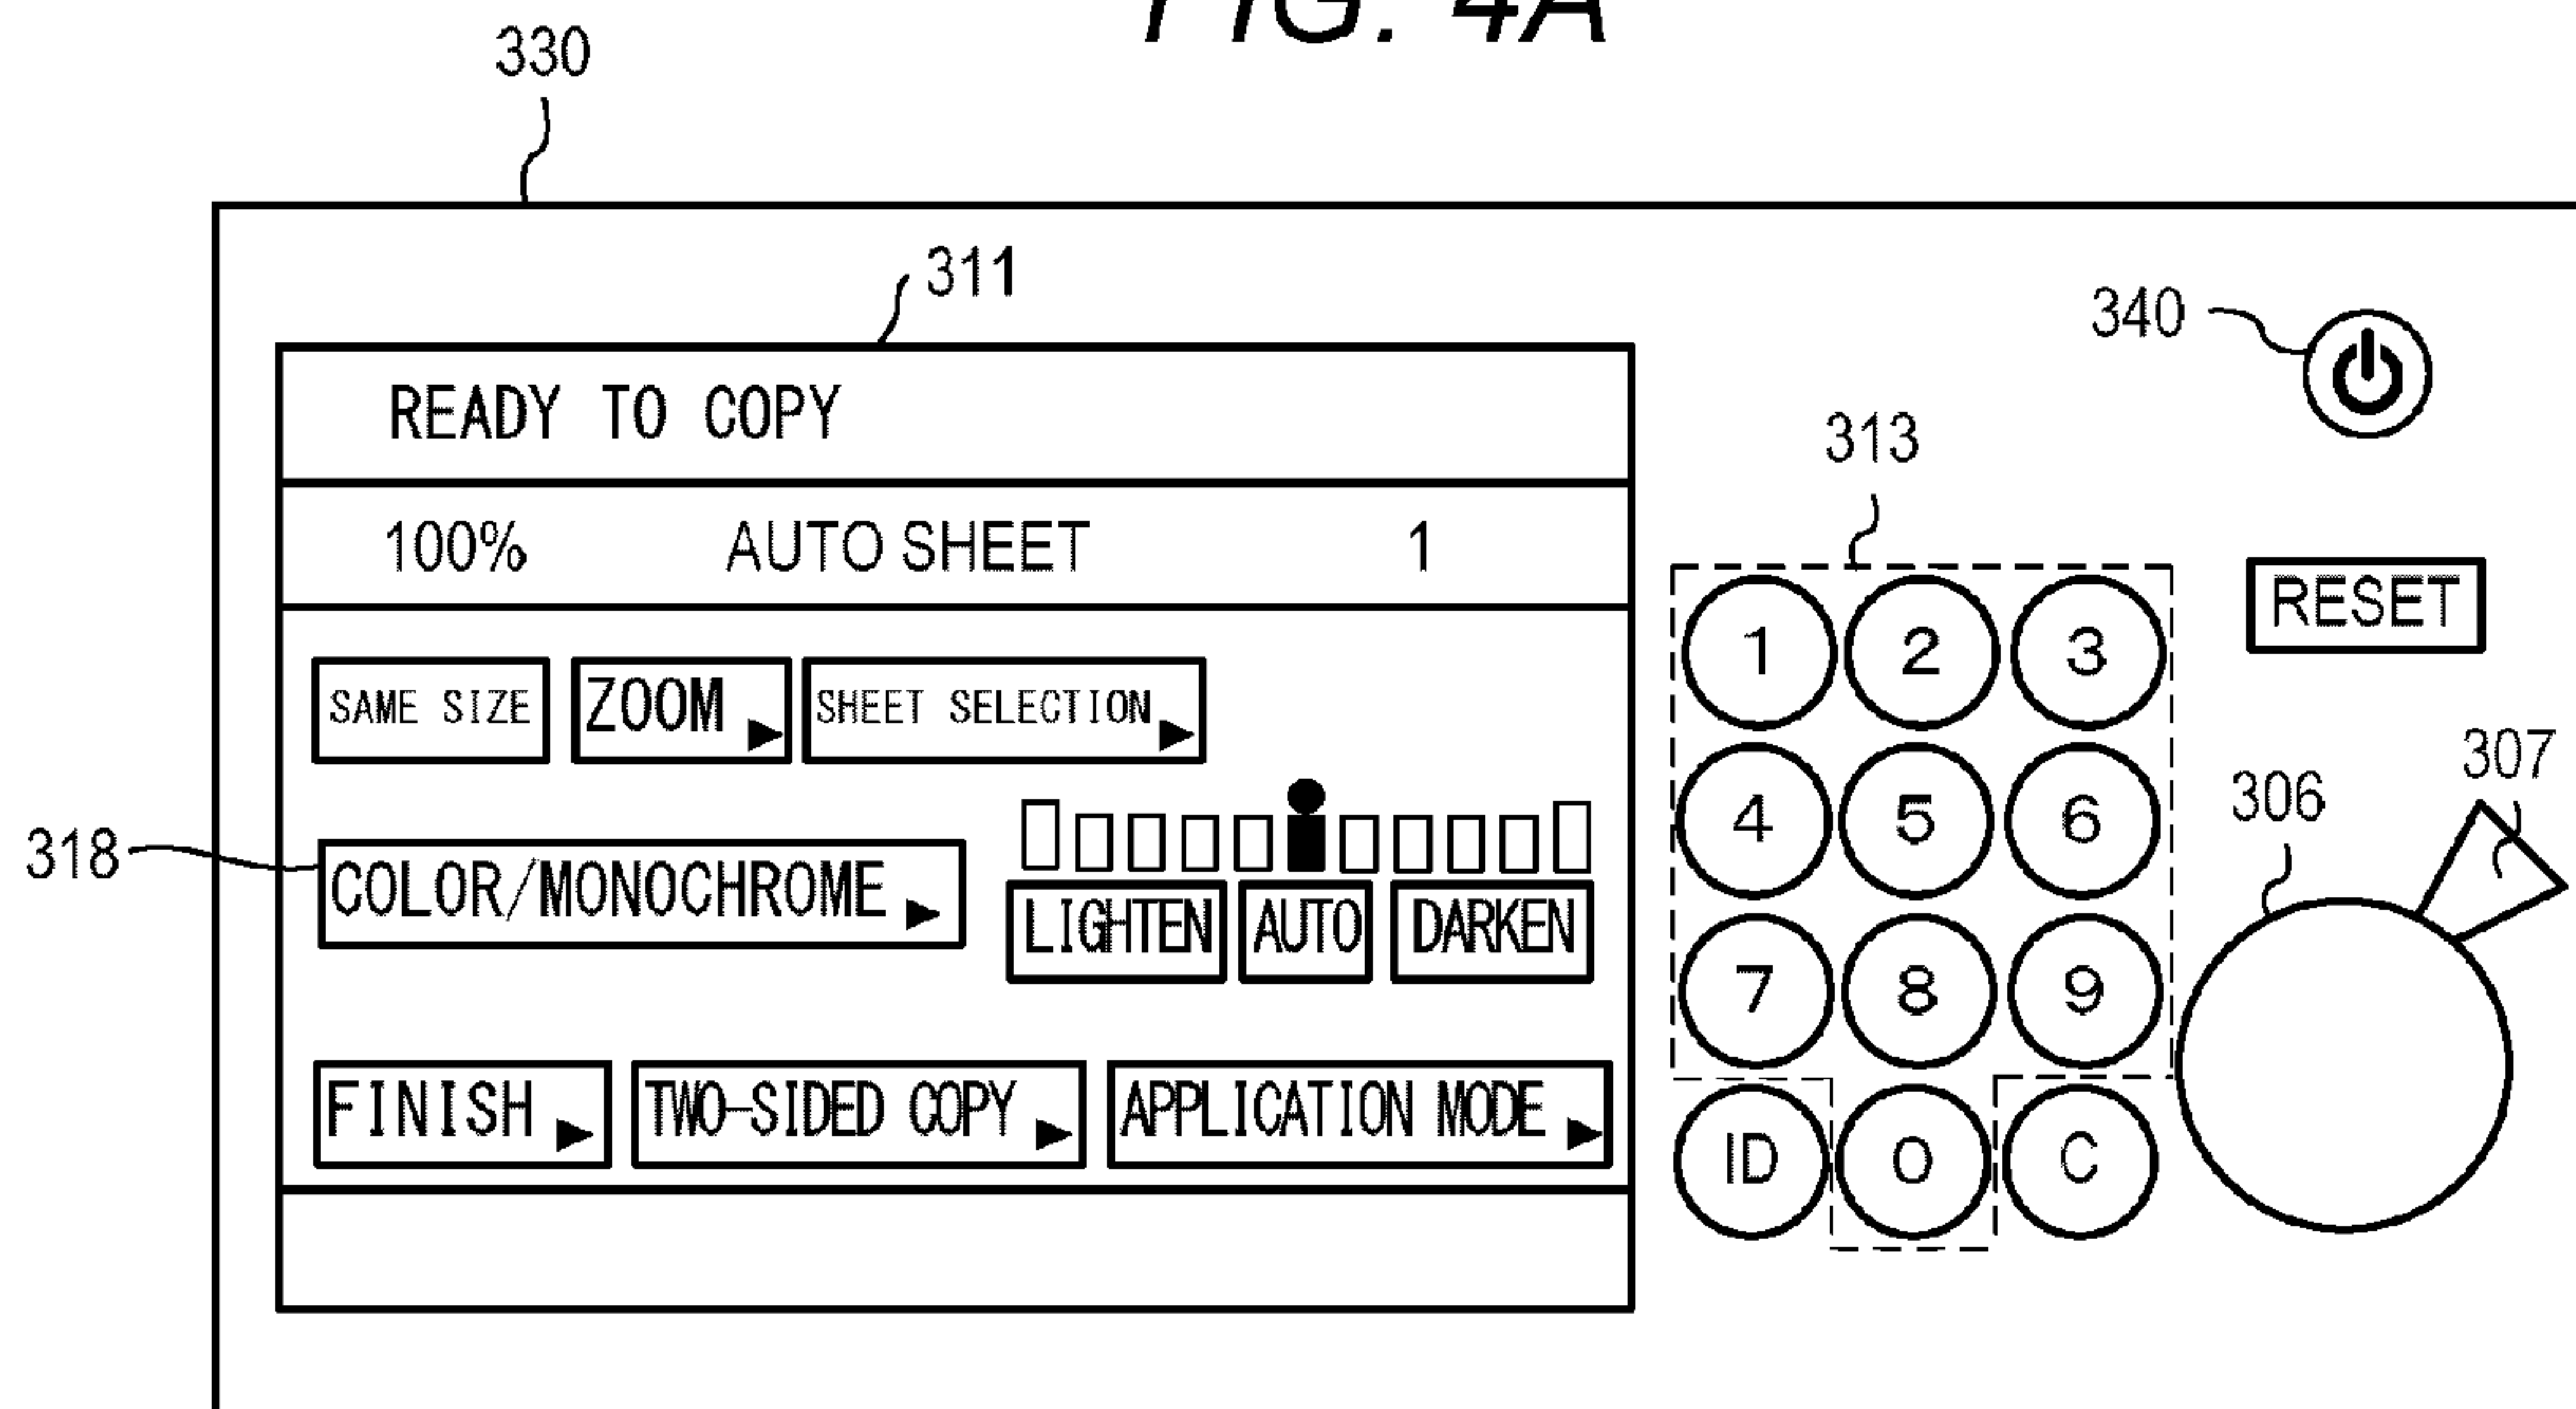 FIG. 4A
330
311
340
READY TO COPY
313
100% AUTO SHEET 1
RESET
1 2 3
SAME SIZE ZOOM SHEET SELECTION
307
306
4 5 6
318
COLOR/MONOCHROME
LIGHTEN AUTO DARKEN
7 8 9
FINISH TWO-SIDED COPY APPLICATION MODE
ID 0 C